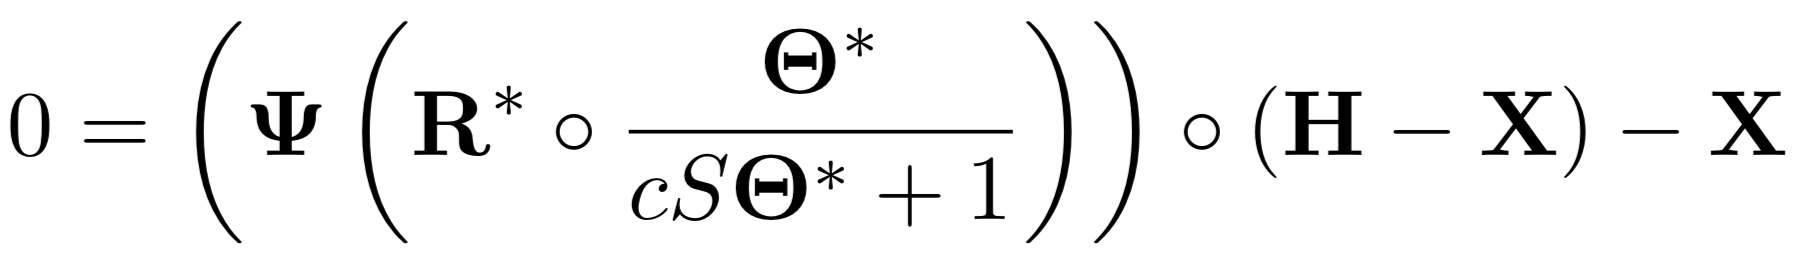 0 = ( Ψ ( R* ∘ Θ* / (cSΘ* + 1) ) ) ∘ (H − X) − X